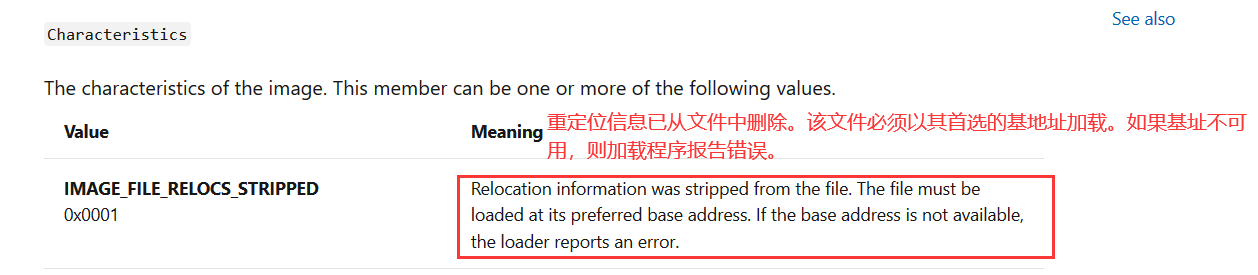 See also
Characteristics
The characteristics of the image. This member can be one or more of the following values.
Value
Meaning
重定位信息已从文件中删除。该文件必须以其首选的基地址加载。如果基址不可
用，则加载程序报告错误。
IMAGE_FILE_RELOCS_STRIPPED
0x0001
Relocation information was stripped from the file. The file must be
loaded at its preferred base address. If the base address is not available,
the loader reports an error.